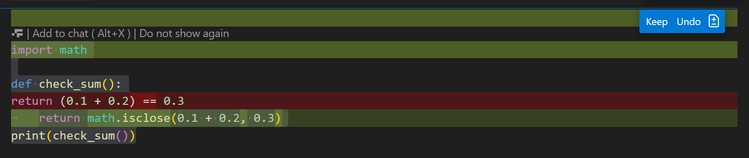 Keep Undo
| Add to chat ( Alt+X ) | Do not show again
import math
def check_sum():
return (0.1 + 0.2) == 0.3
return math.isclose(0.1 + 0.2, 0.3)
print(check_sum())